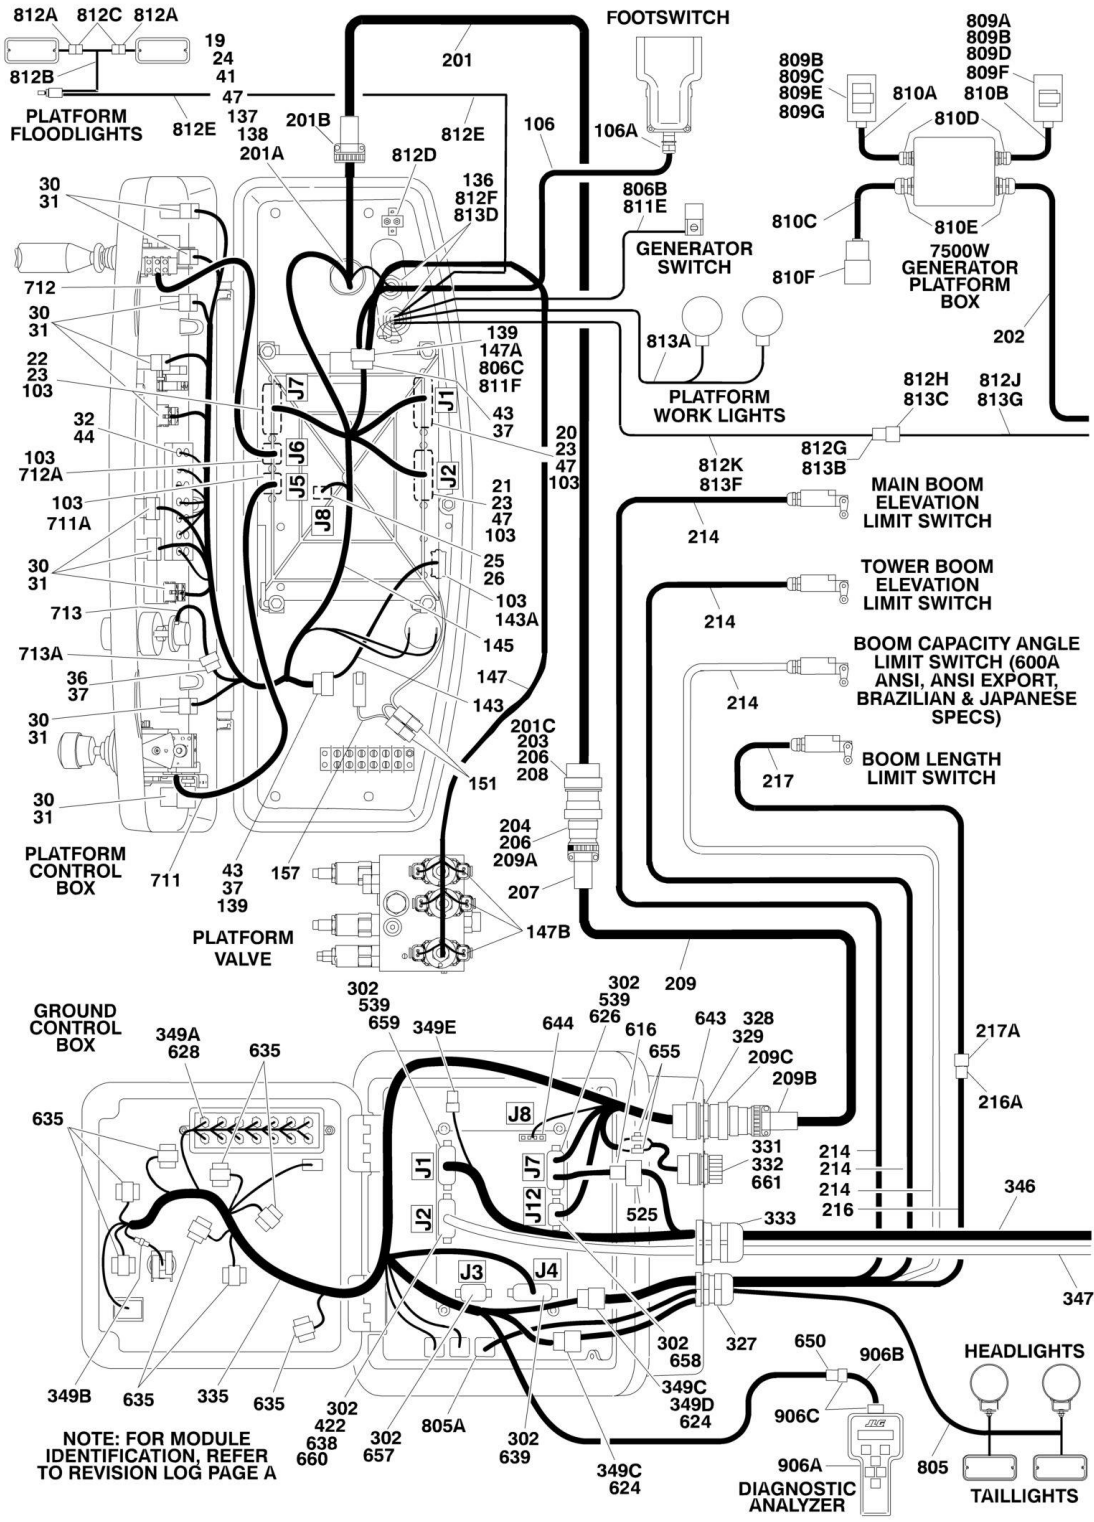 812A
812C
812A
812B
PLATFORM
FLOODLIGHTS
812E
19
24
41
47
137
138
201A
201
201B
812D
812E
FOOTSWITCH
106
106A
136
812F
813D
806B
811E
GENERATOR
SWITCH
809B
809C
809E
809G
809A
809B
809D
809F
810A
810B
810D
810C
810E
810F
7500W
GENERATOR
PLATFORM
BOX
202
30
31
712
30
31
22
23
103
32
44
103
712A
103
711A
30
31
713
713A
36
37
30
31
30
31
PLATFORM
CONTROL
BOX
711
J7
J6
J5
J8
J1
J2
139
147A
806C
811F
43
37
20
23
47
103
21
23
47
103
25
26
103
143A
145
147
143
151
157
43
37
139
813A
PLATFORM
WORK LIGHTS
812H
813C
812J
813G
812G
813B
812K
813F
MAIN BOOM
ELEVATION
LIMIT SWITCH
214
TOWER BOOM
ELEVATION
LIMIT SWITCH
214
BOOM CAPACITY ANGLE
LIMIT SWITCH (600A
ANSI, ANSI EXPORT,
BRAZILIAN & JAPANESE
SPECS)
214
BOOM LENGTH
LIMIT SWITCH
217
201C
203
206
208
204
206
209A
207
PLATFORM
VALVE
147B
209
GROUND
CONTROL
BOX
349A
628
635
635
302
539
659
349E
644
302
539
626
616
655
643
328
329
209C
209B
217A
216A
J8
J1
J7
J2
J12
J3
J4
331
332
661
525
333
214
214
214
216
346
347
349B
635
335
635
302
422
638
660
302
657
805A
302
639
349C
624
349C
349D
624
302
658
327
650
906B
906C
906A
JLG
DIAGNOSTIC
ANALYZER
HEADLIGHTS
805
TAILLIGHTS
NOTE: FOR MODULE
IDENTIFICATION, REFER
TO REVISION LOG PAGE A